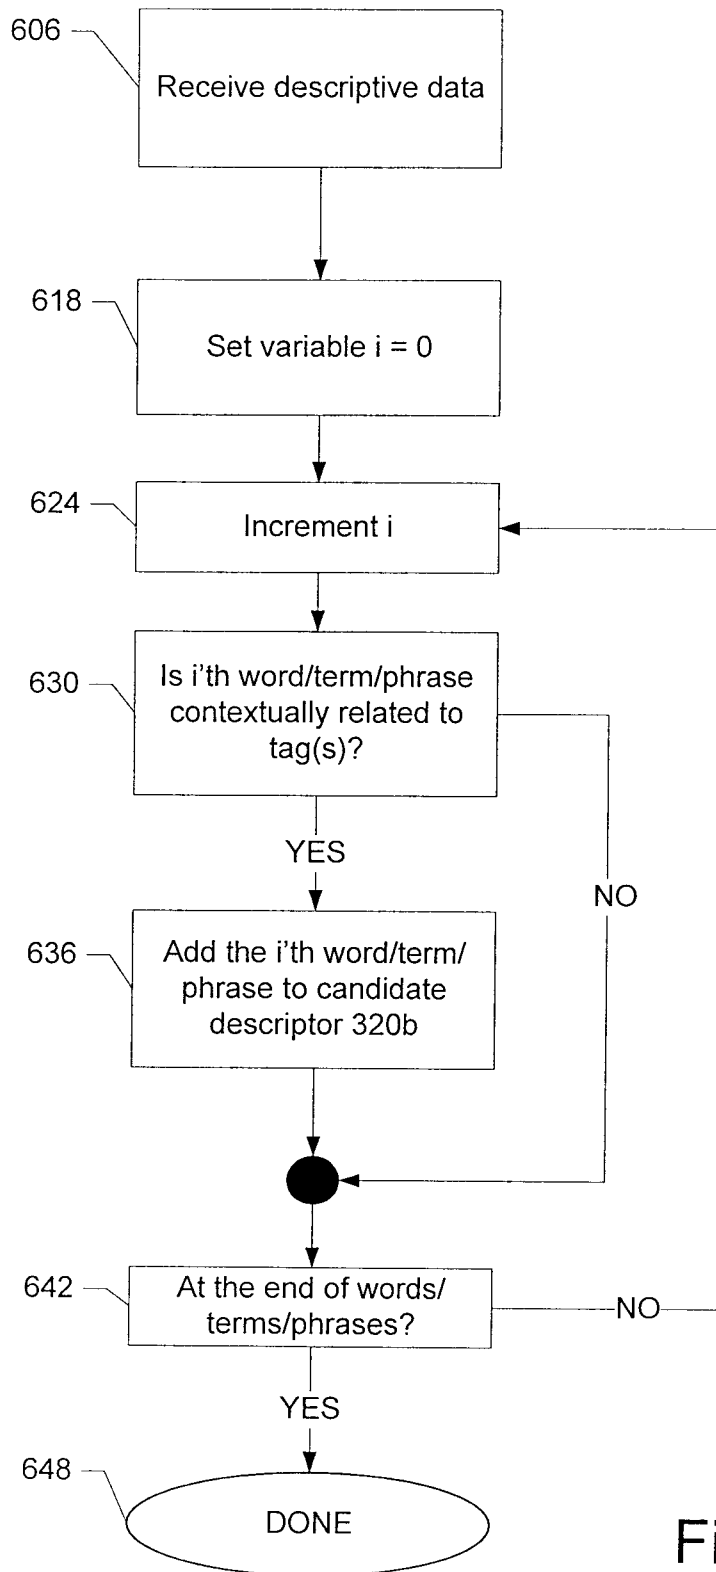 606
Receive descriptive data
618
Set variable i = 0
624
Increment i
630
Is i'th word/term/phrase
contextually related to
tag(s)?
YES
NO
636
Add the i'th word/term/
phrase to candidate
descriptor 320b
642
At the end of words/
terms/phrases?
NO
YES
648
DONE